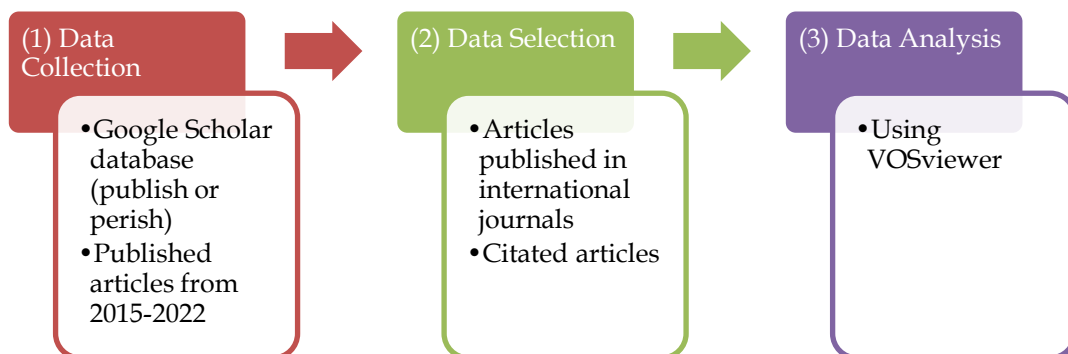 (1) Data
Collection
•Google Scholar
database
(publish or
perish)
•Published
articles from
2015-2022
(2) Data Selection
•Articles
published in
international
journals
•Citated articles
(3) Data Analysis
•Using
VOSviewer